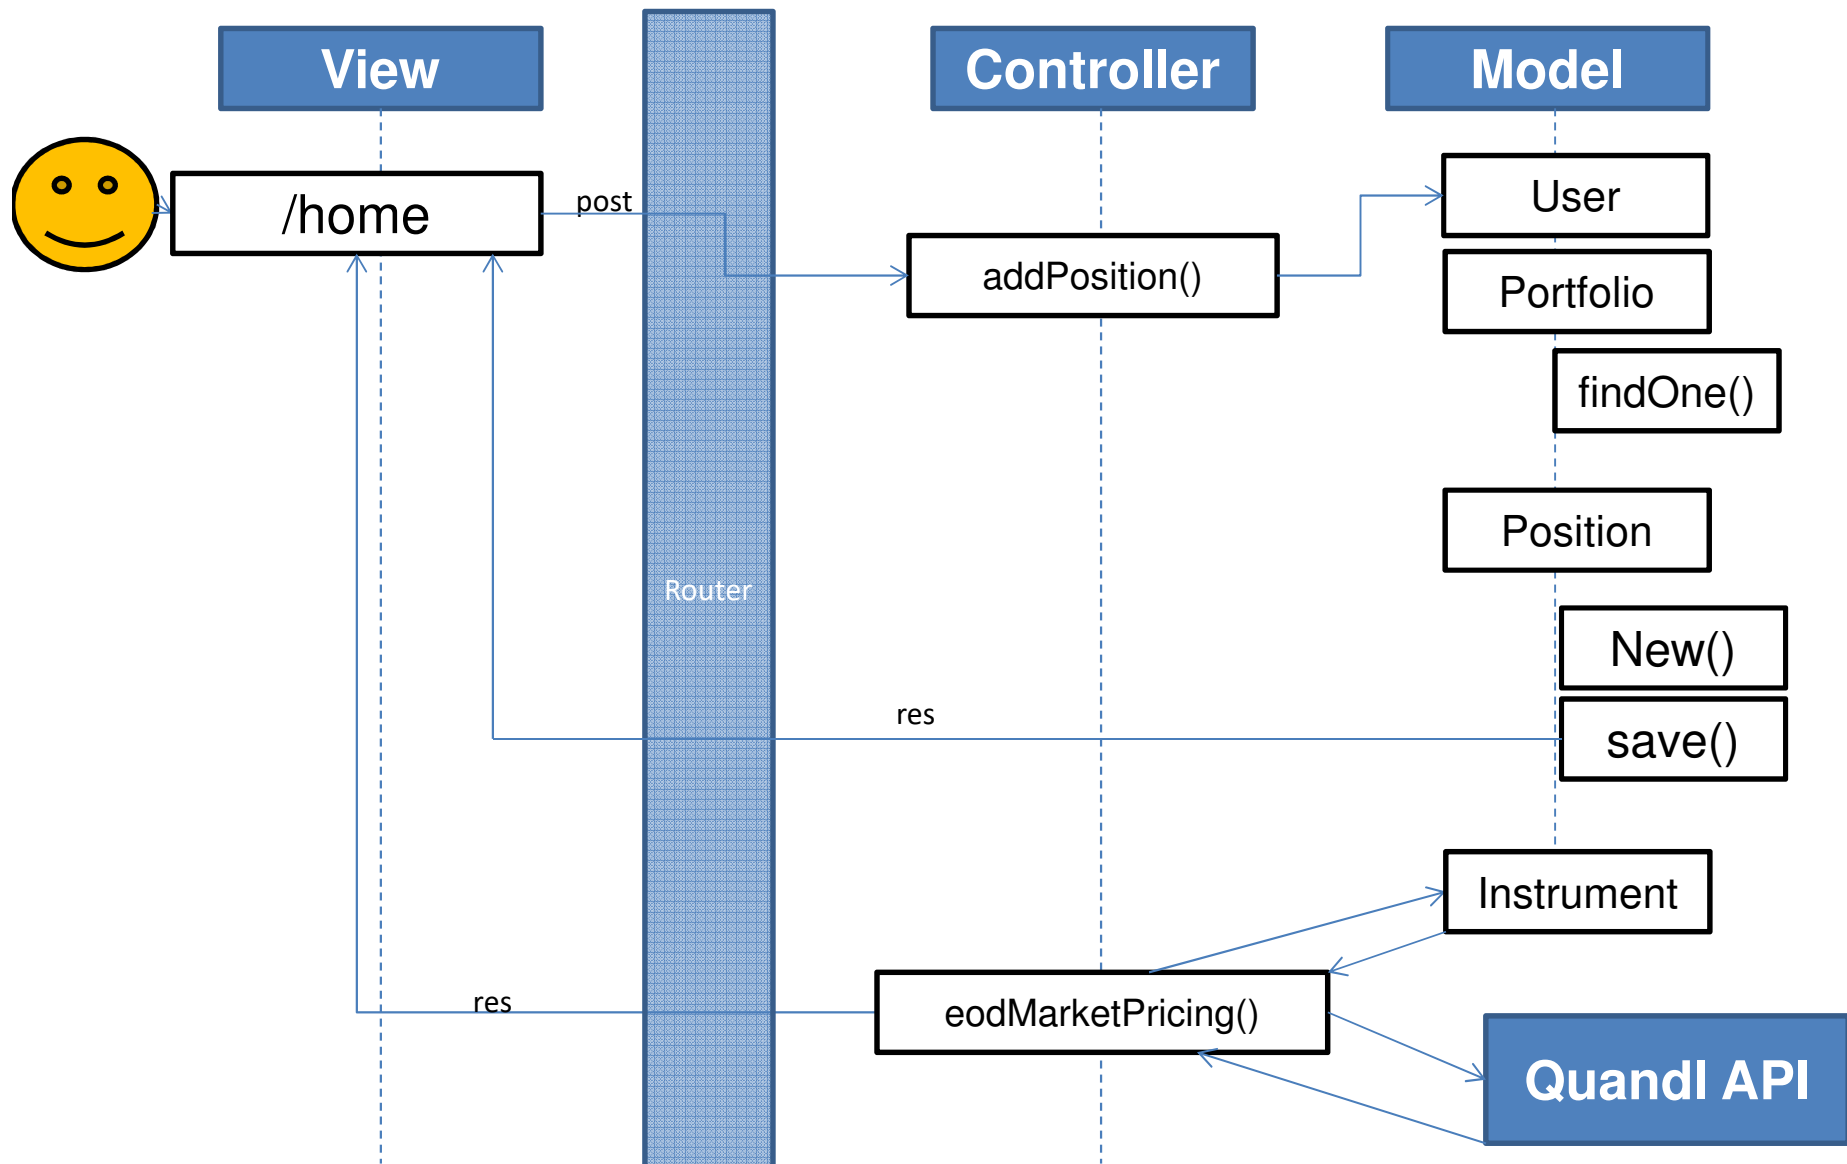 View
Controller
Model
/home
post
User
addPosition()
Portfolio
findOne()
Position
Router
New()
res
save()
Instrument
res
eodMarketPricing()
Quandl API